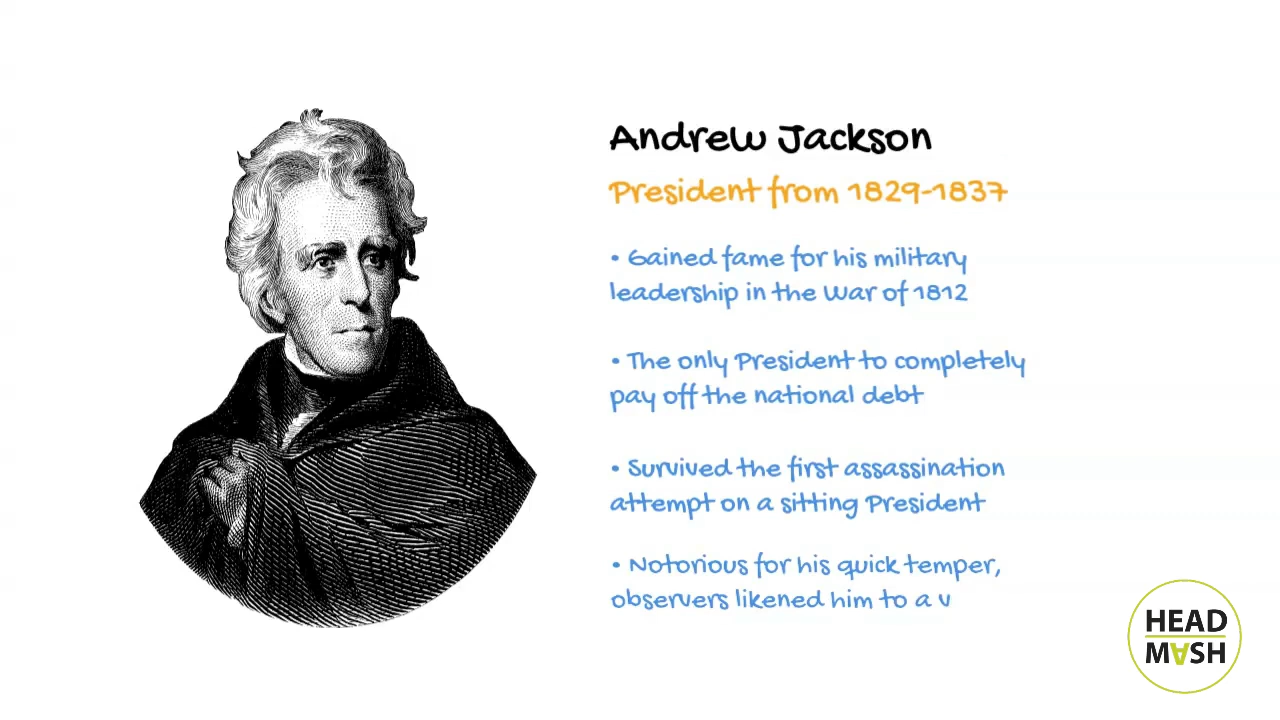 Andrew Jackson
President from 1829-1837
• Gained fame for his military
leadership in the War of 1812
• The only President to completely
pay off the national debt
• Survived the first assassination
attempt on a sitting President
• Notorious for his quick temper,
observers likened him to a v
HEAD
MASH